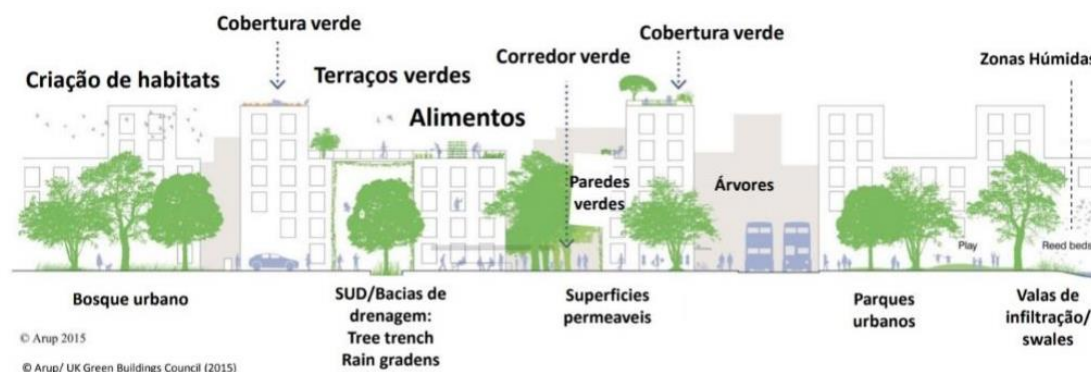 Cobertura verde
Cobertura verde
Corredor verde
Zonas Húmidas
Criação de habitats
Terraços verdes
Alimentos
Paredes
verdes
Árvores
Play
Reed beds
Bosque urbano
SUD/Bacias de
drenagem:
Tree trench
Rain gradens
Superficies
permeaveis
Parques
urbanos
Valas de
infiltração/
swales
© Arup 2015
© Arup/ UK Green Buildings Council (2015)